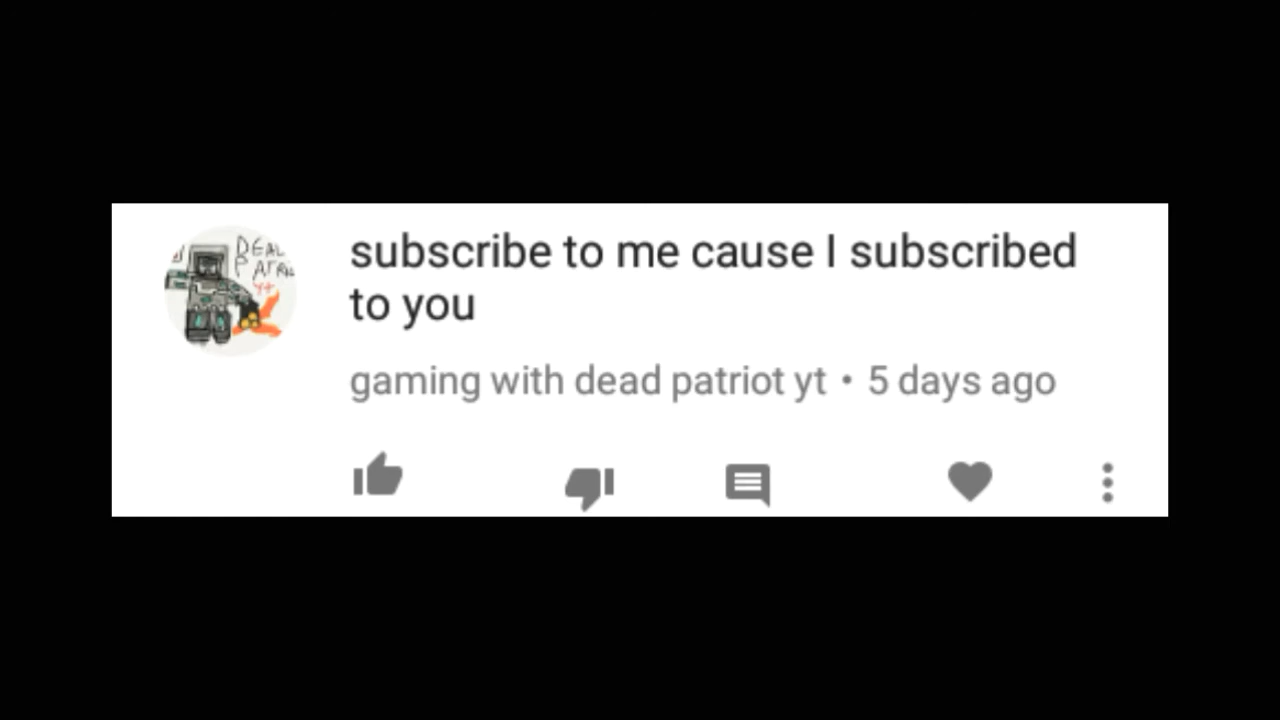 subscribe to me cause I subscribed
to you
gaming with dead patriot yt • 5 days ago